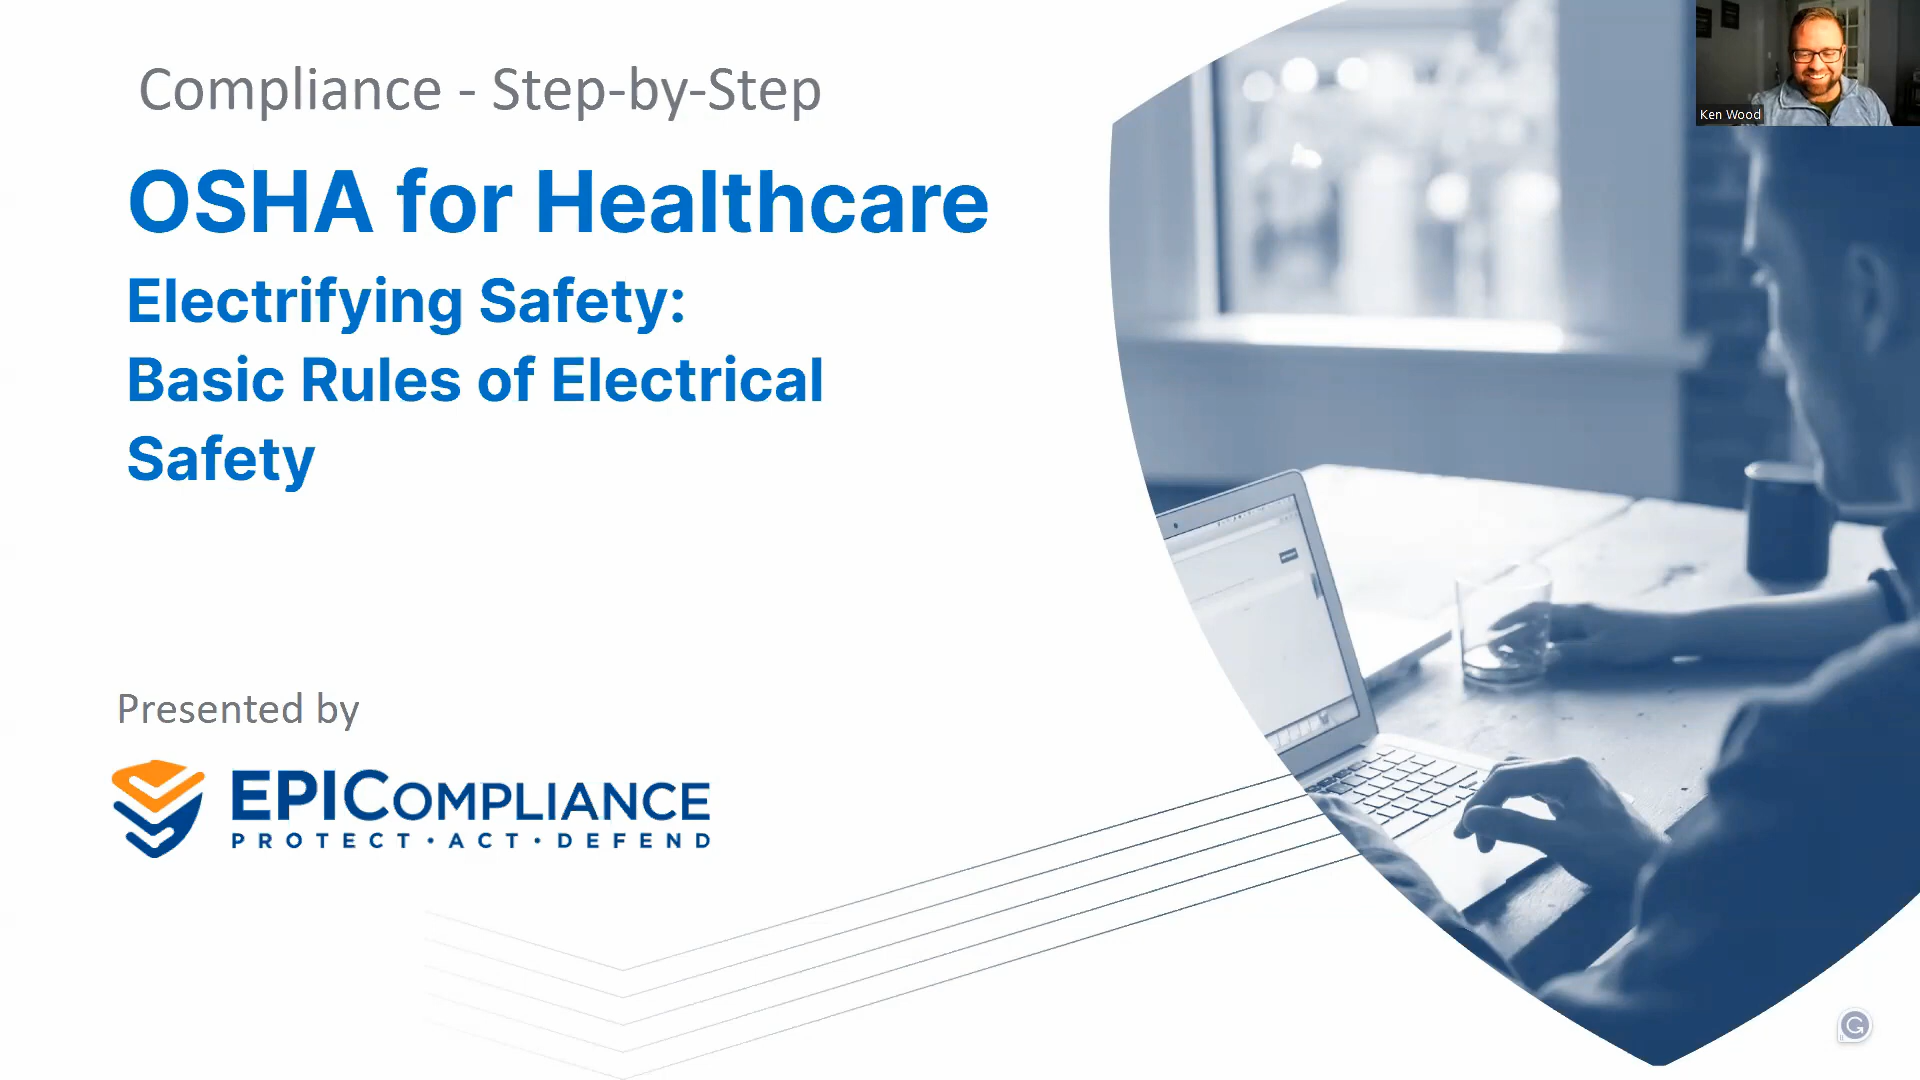 Compliance - Step-by-Step
OSHA for Healthcare
Electrifying Safety:
Basic Rules of Electrical
Safety
Presented by
EPICOMPLIANCE
PROTECT · ACT · DEFEND
Ken Wood
G